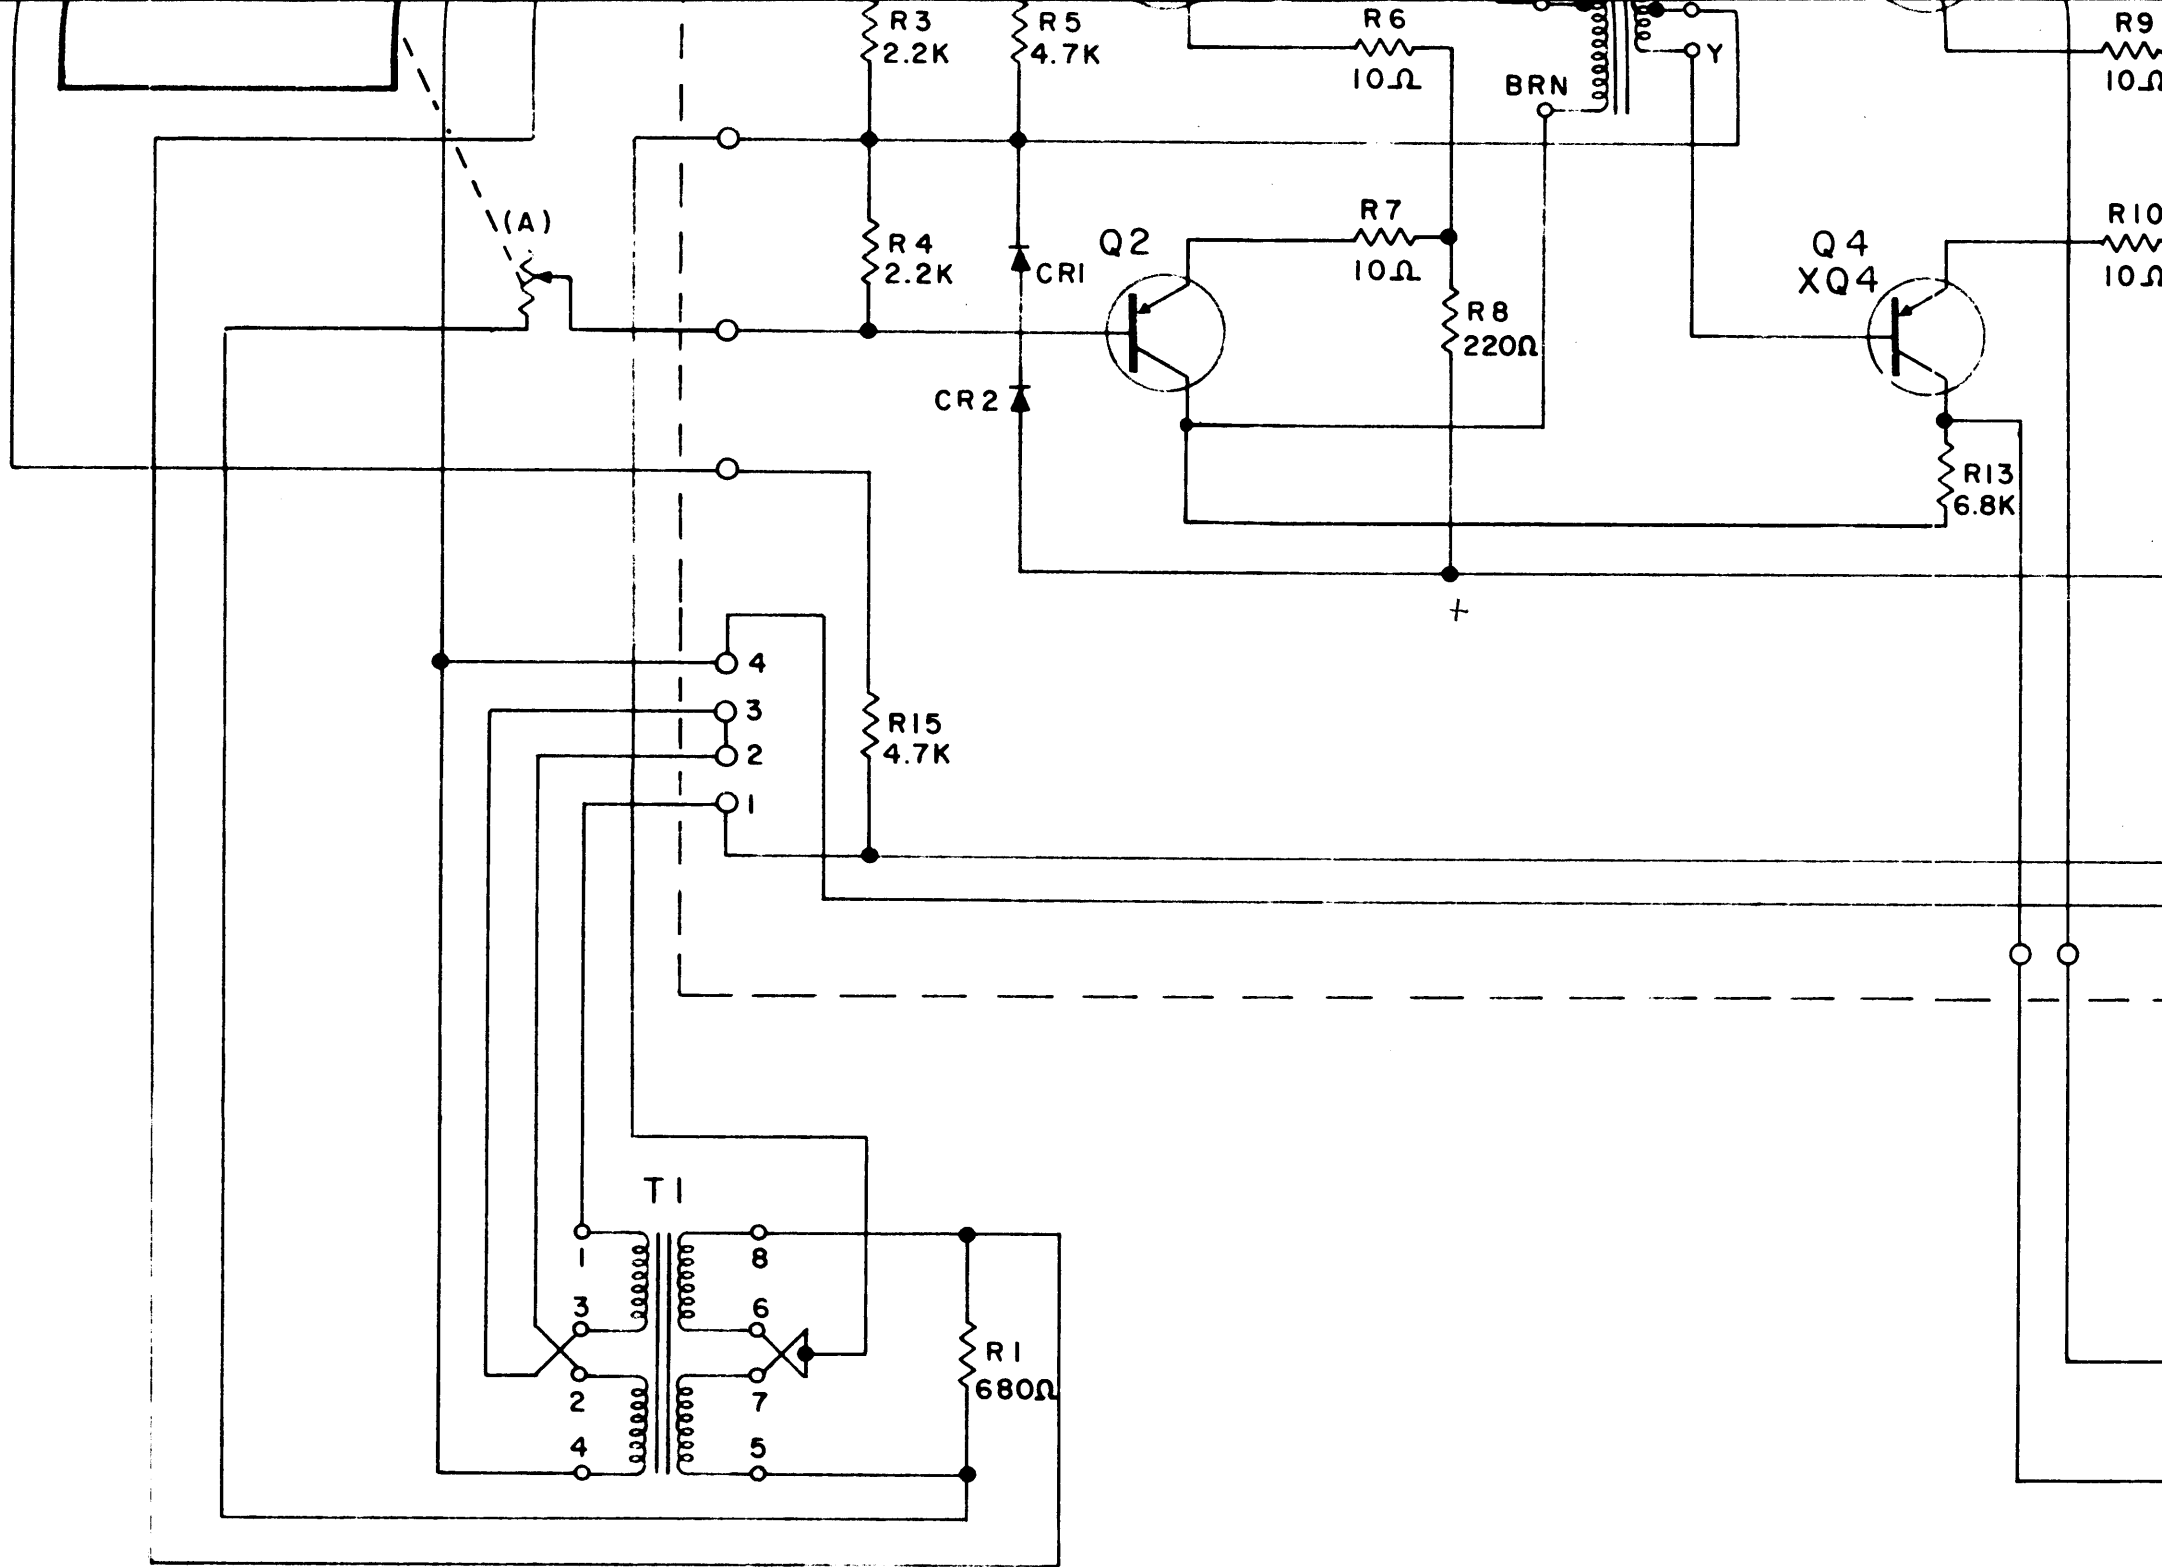 R3
2.2K
R5
4.7K
R6
10Ω
BRN
Y
R9
10Ω
(A)
R4
2.2K
CR1
Q2
R7
10Ω
R8
220Ω
Q4
XQ4
R10
10Ω
CR2
R13
6.8K
+
4
3
2
1
R15
4.7K
T1
1
8
3
6
2
7
4
5
R1
680Ω